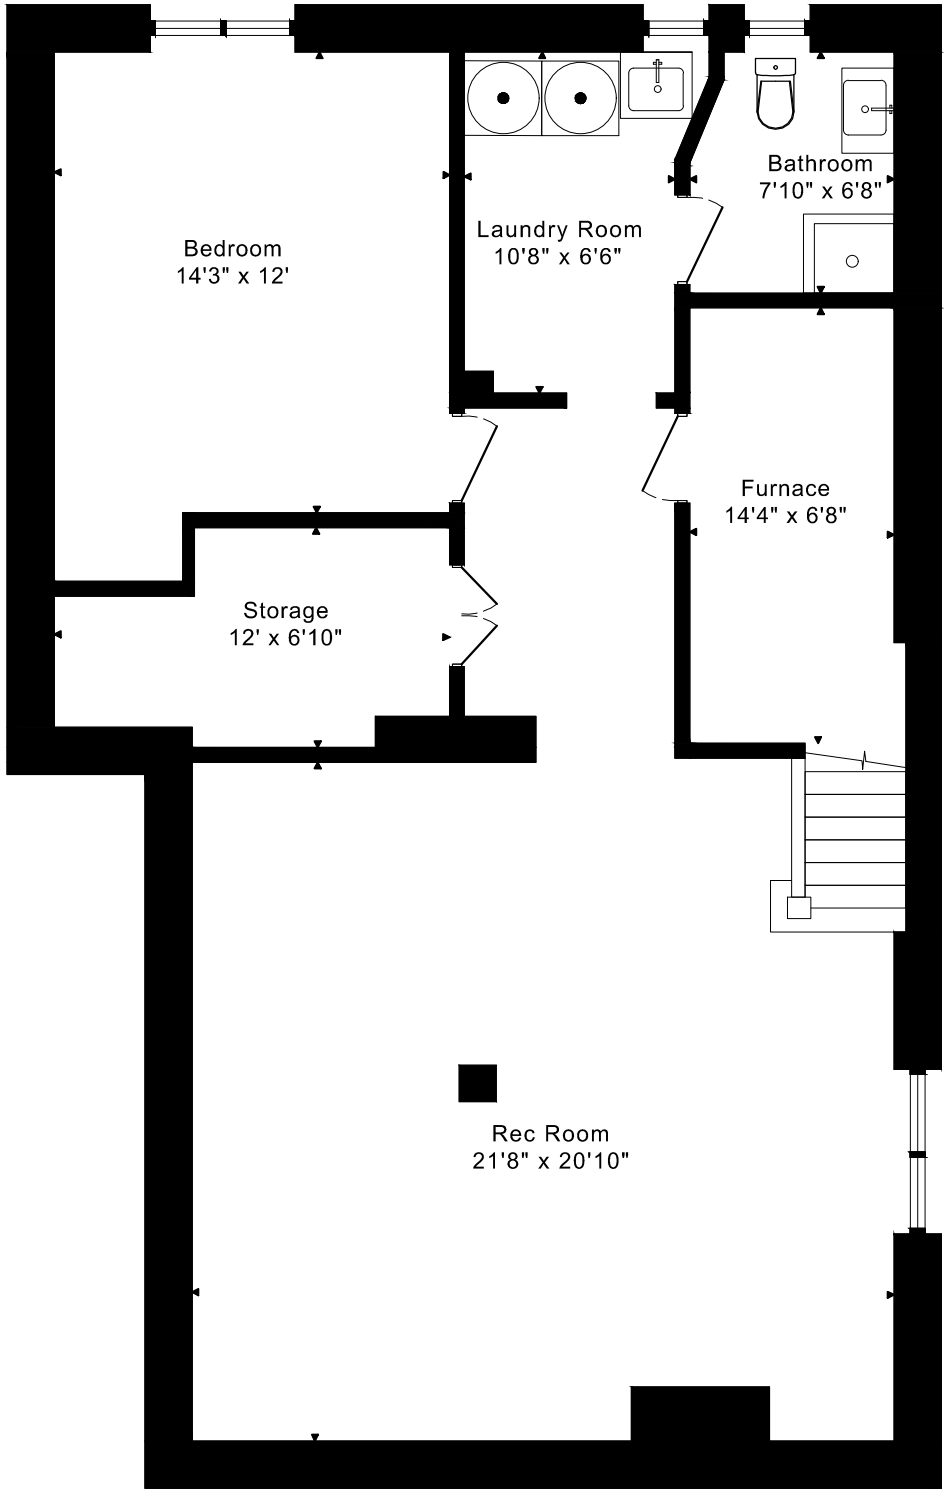 Bathroom
7'10" x 6'8"
Laundry Room
10'8" x 6'6"
Bedroom
14'3" x 12'
Furnace
14'4" x 6'8"
Storage
12' x 6'10"
Rec Room
21'8" x 20'10"